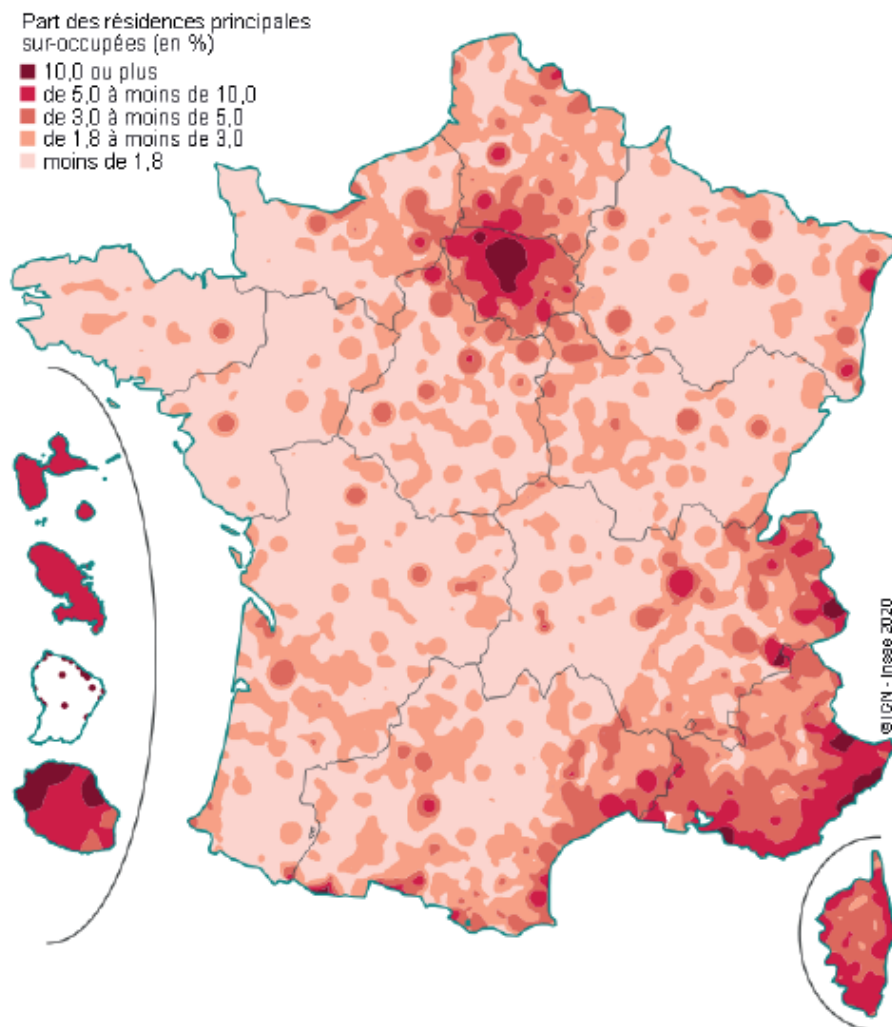 Part des résidences principales
sur-occupées (en %)
10,0 ou plus
de 5,0 à moins de 10,0
de 3,0 à moins de 5,0
de 1,8 à moins de 3,0
moins de 1,8
© IGN - Insee 2020